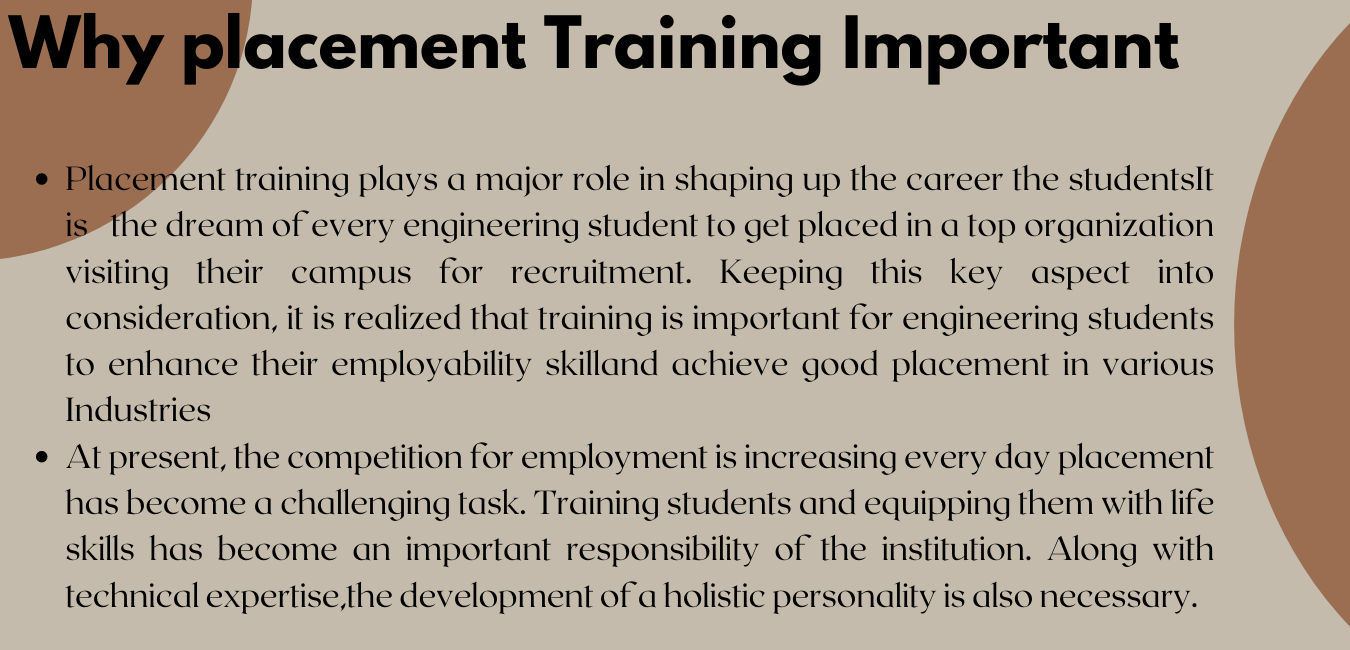 Why placement Training Important
• Placement training plays a major role in shaping up the career the studentsIt
is the dream of every engineering student to get placed in a top organization
visiting their campus for recruitment. Keeping this key aspect into
consideration, it is realized that training is important for engineering students
to enhance their employability skilland achieve good placement in various
Industries
• At present, the competition for employment is increasing every day placement
has become a challenging task. Training students and equipping them with life
skills has become an important responsibility of the institution. Along with
technical expertise,the development of a holistic personality is also necessary.